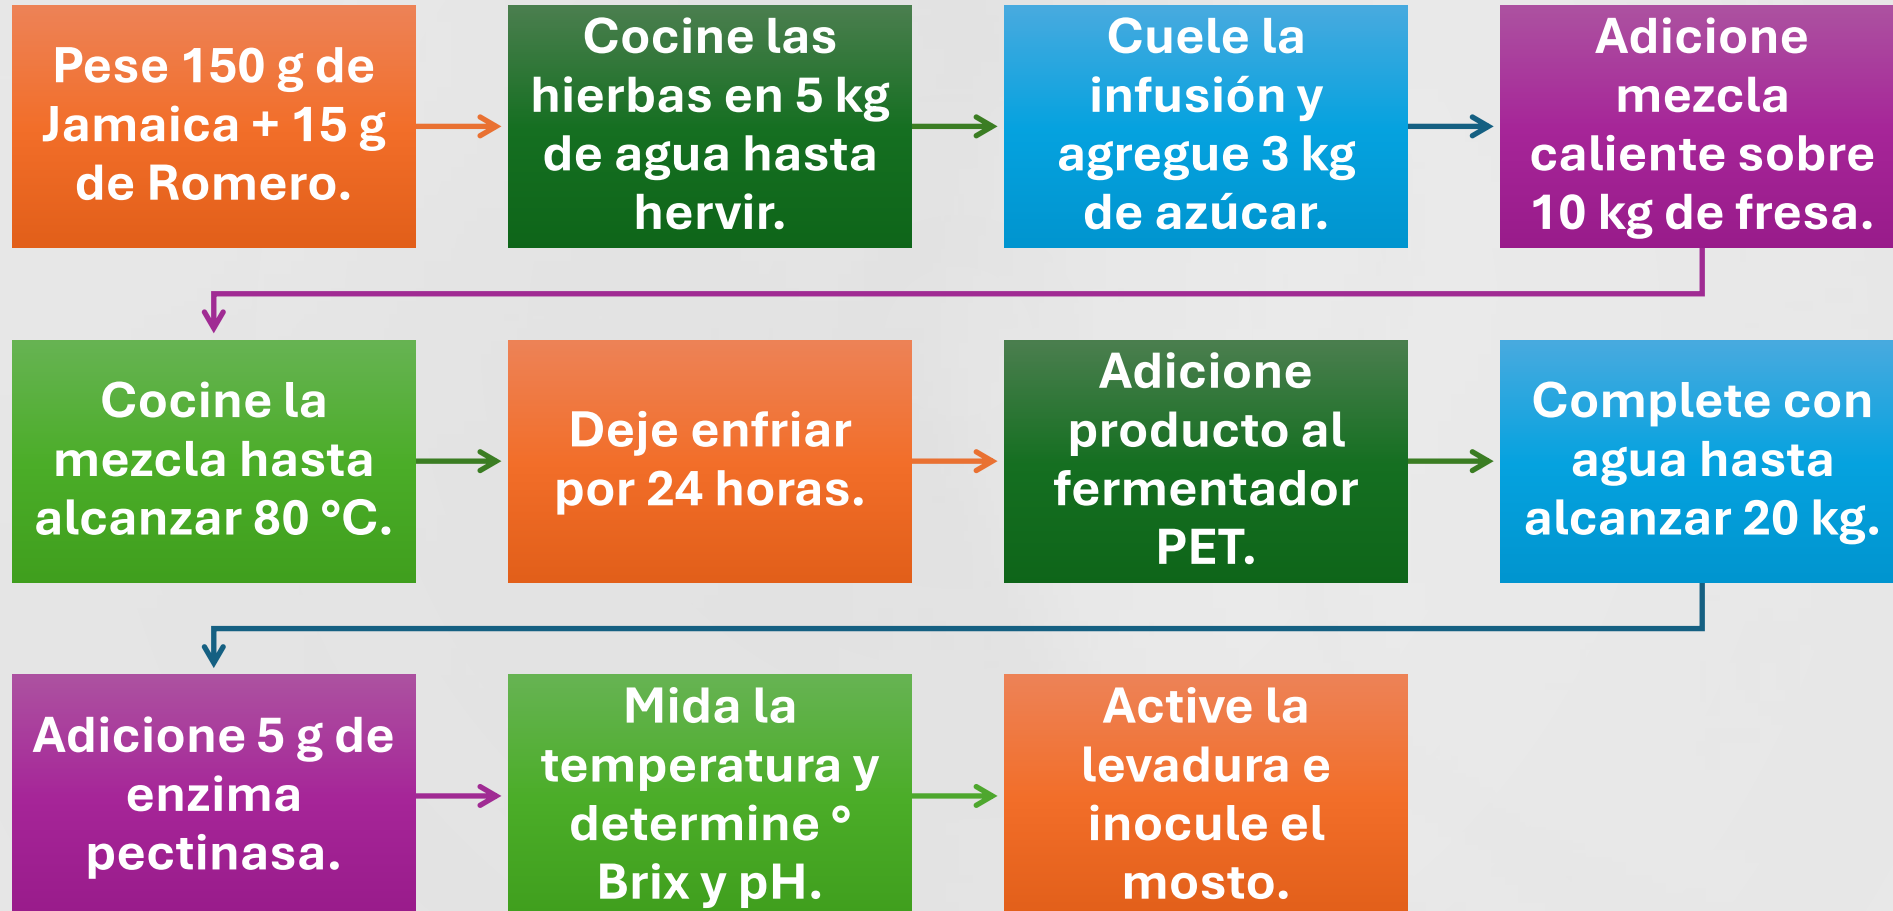 Pese 150 g de
Jamaica + 15 g
de Romero.
Cocine las
hierbas en 5 kg
de agua hasta
hervir.
Cuele la
infusión y
agregue 3 kg
de azúcar.
Adicione
mezcla
caliente sobre
10 kg de fresa.
Cocine la
mezcla hasta
alcanzar 80 °C.
Deje enfriar
por 24 horas.
Adicione
producto al
fermentador
PET.
Complete con
agua hasta
alcanzar 20 kg.
Adicione 5 g de
enzima
pectinasa.
Mida la
temperatura y
determine °
Brix y pH.
Active la
levadura e
inocule el
mosto.